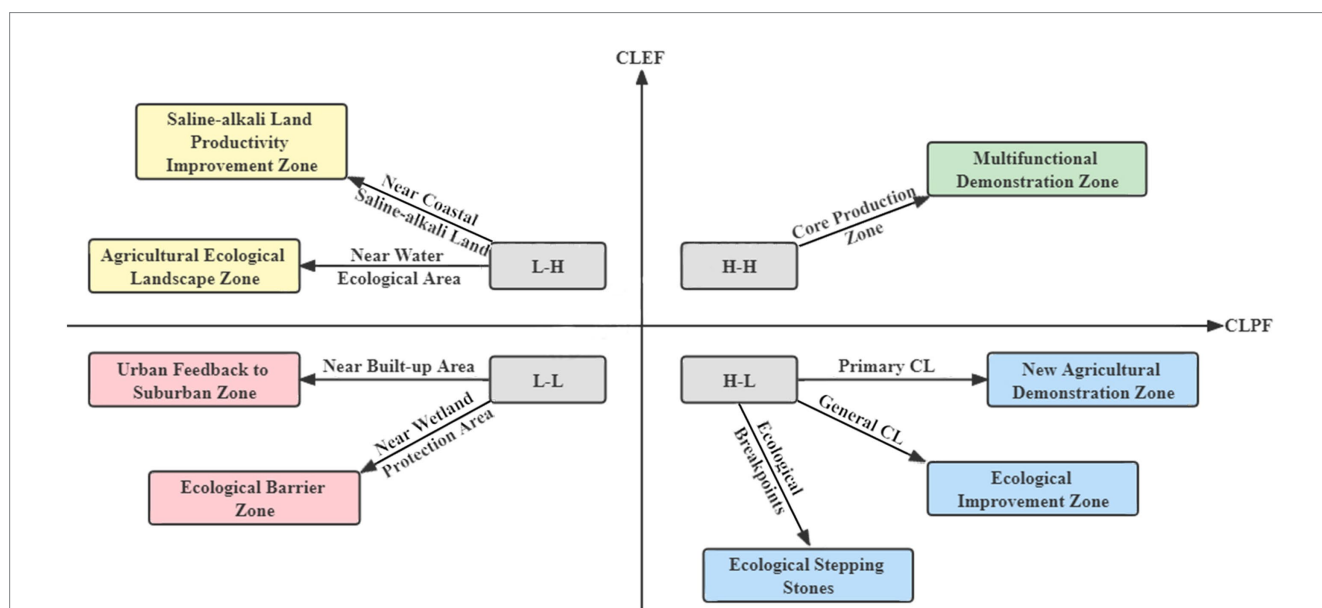 CLEF
Saline-alkali Land
Productivity
Improvement Zone
Near Coastal
Saline-alkali Land
Agricultural Ecological
Landscape Zone
Near Water
Ecological Area
L-H
Multifunctional
Demonstration Zone
Core Production
Zone
H-H
CLPF
Urban Feedback to
Suburban Zone
Near Built-up Area
L-L
Near Wetland
Protection Area
Ecological Barrier
Zone
H-L
Primary CL
New Agricultural
Demonstration Zone
General CL
Ecological
Improvement Zone
Ecological
Breakpoints
Ecological Stepping
Stones